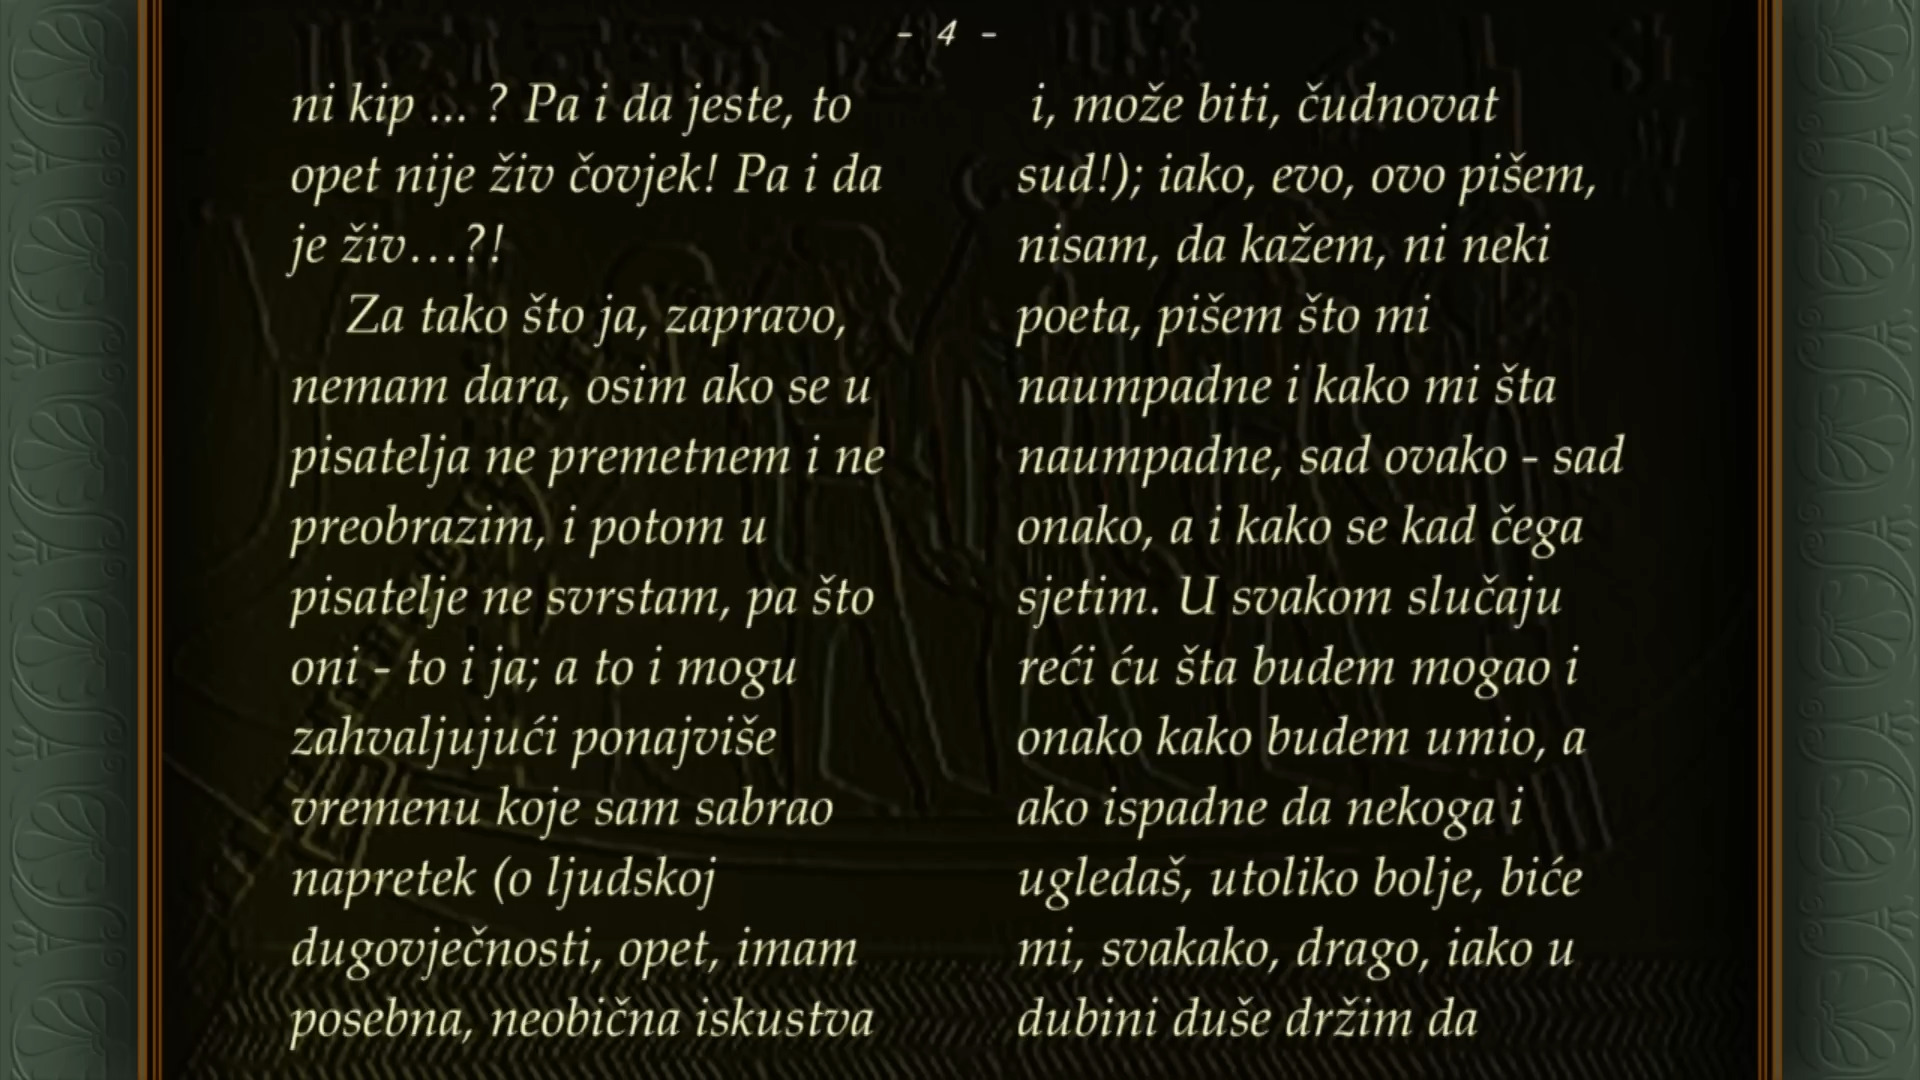 - 4 -
ni kip ... ? Pa i da jeste, to
opet nije živ čovjek! Pa i da
je živ...?!
Za tako što ja, zapravo,
nemam dara, osim ako se u
pisatelja ne premetnem i ne
preobrazim, i potom u
pisatelje ne svrstam, pa što
oni - to i ja; a to i mogu
zahvaljujući ponajviše
vremenu koje sam sabrao
napretek (o ljudskoj
dugovječnosti, opet, imam
posebna, neobična iskustva
i, može biti, čudnovat
sud!); iako, evo, ovo pišem,
nisam, da kažem, ni neki
poeta, pišem što mi
naumpadne i kako mi šta
naumpadne, sad ovako - sad
onako, a i kako se kad čega
sjetim. U svakom slučaju
reći ću šta budem mogao i
onako kako budem umio, a
ako ispadne da nekoga i
ugledaš, utoliko bolje, biće
mi, svakako, drago, iako u
dubini duše držim da